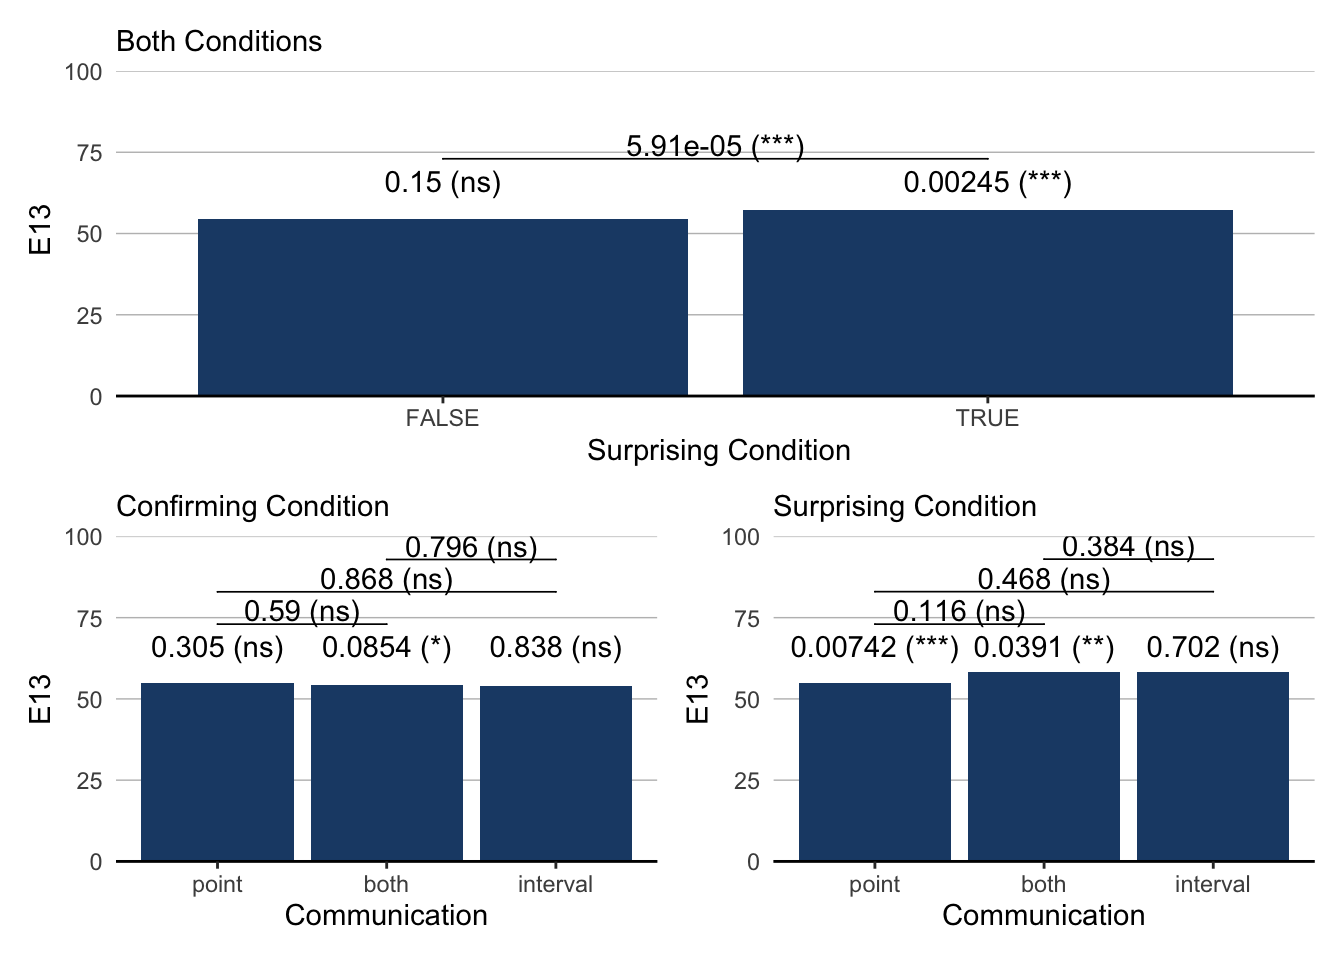 Both Conditions
100
75
50
25
0
E13
5.91e-05 (***)
0.15 (ns)
0.00245 (***)
FALSE
TRUE
Surprising Condition
Confirming Condition
100
75
50
25
0
E13
0.796 (ns)
0.868 (ns)
0.59 (ns)
0.305 (ns)
0.0854 (*)
0.838 (ns)
point
both
interval
Communication
Surprising Condition
100
75
50
25
0
E13
0.384 (ns)
0.468 (ns)
0.116 (ns)
0.00742 (***)
0.0391 (**)
0.702 (ns)
point
both
interval
Communication